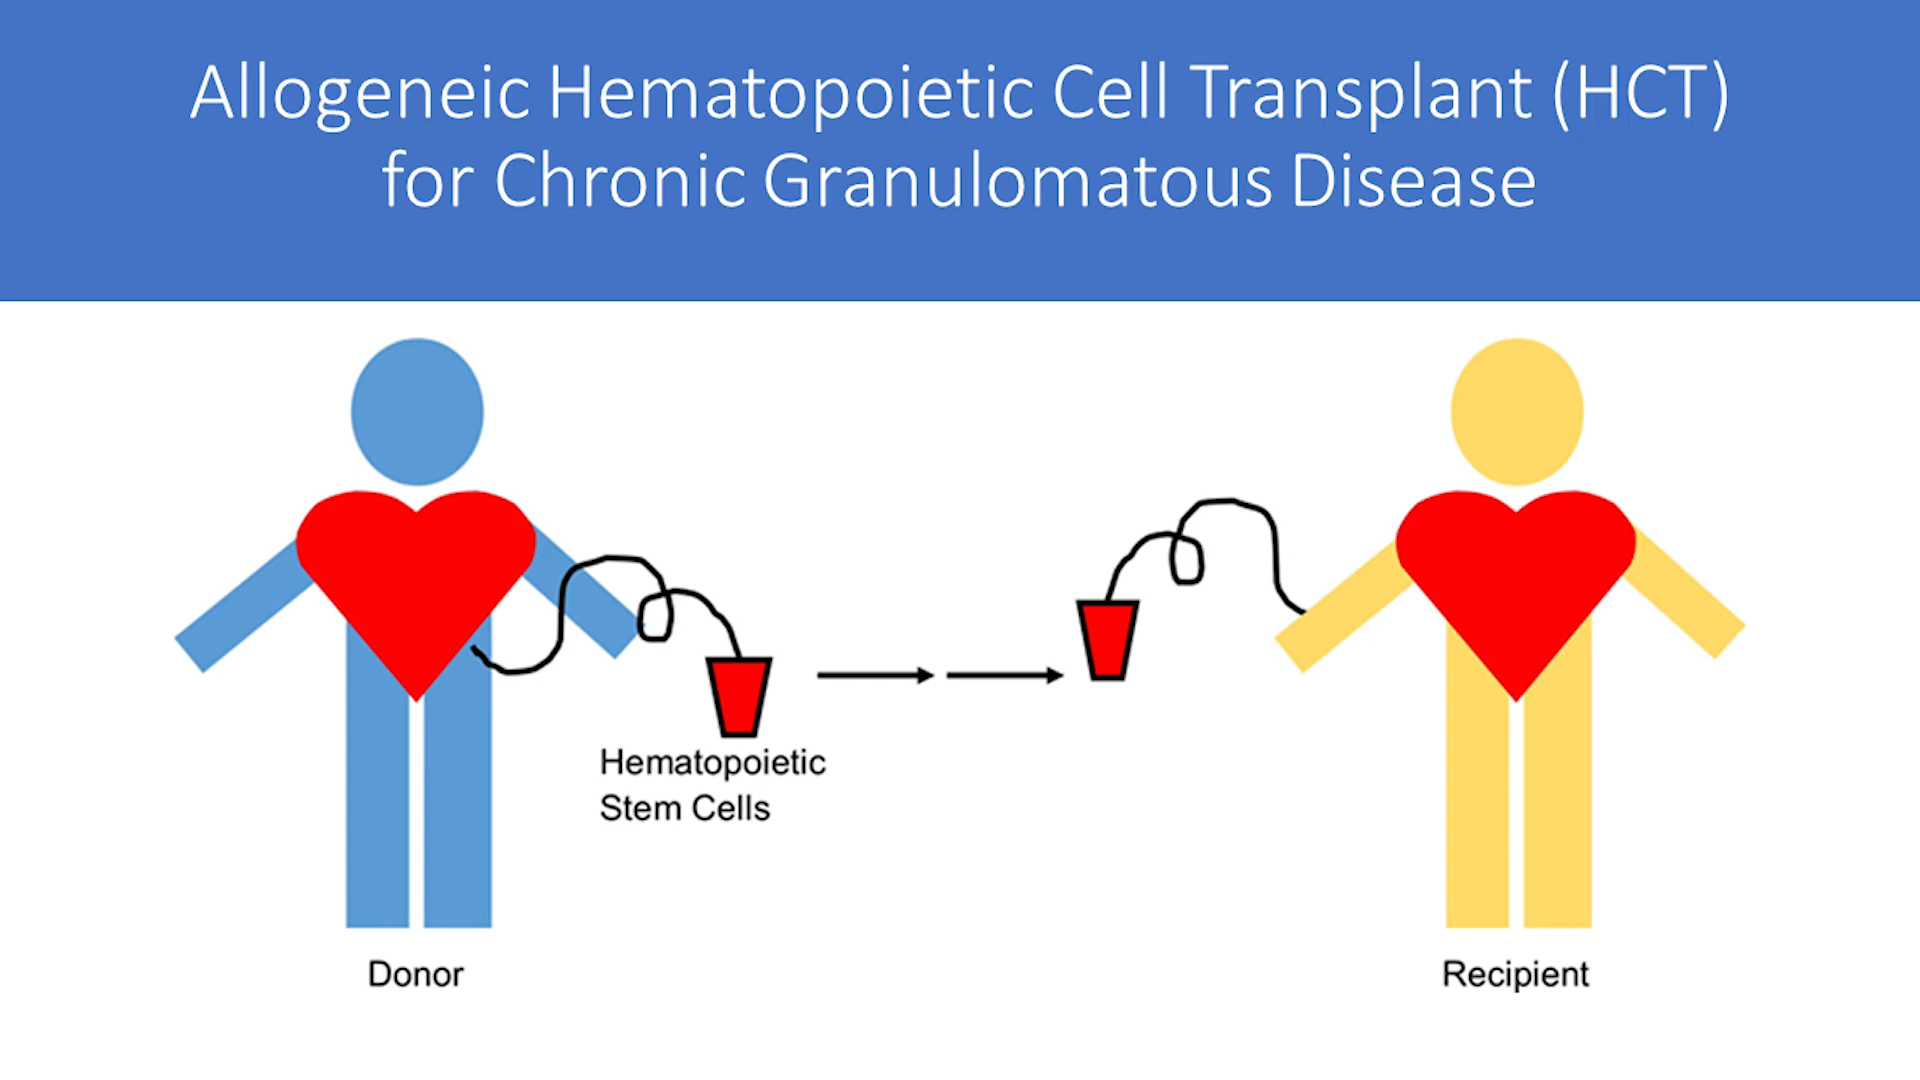 Allogeneic Hematopoietic Cell Transplant (HCT)
for Chronic Granulomatous Disease
Hematopoietic
Stem Cells
Donor
Recipient